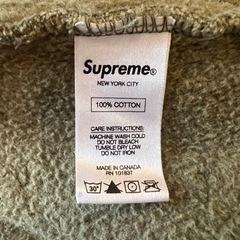 Supreme®
NEW YORK CITY
100% COTTON
CARE INSTRUCTIONS:
MACHINE WASH COLD
DO NOT BLEACH
TUMBLE DRY LOW
DO NOT IRON
MADE IN CANADA
RN 101837
30°